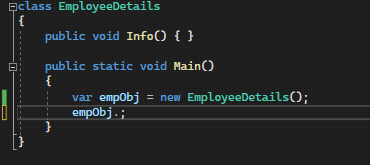 class EmployeeDetails
{
public void Info() { }
public static void Main()
{
var empObj = new EmployeeDetails();
empObj.;
}
}